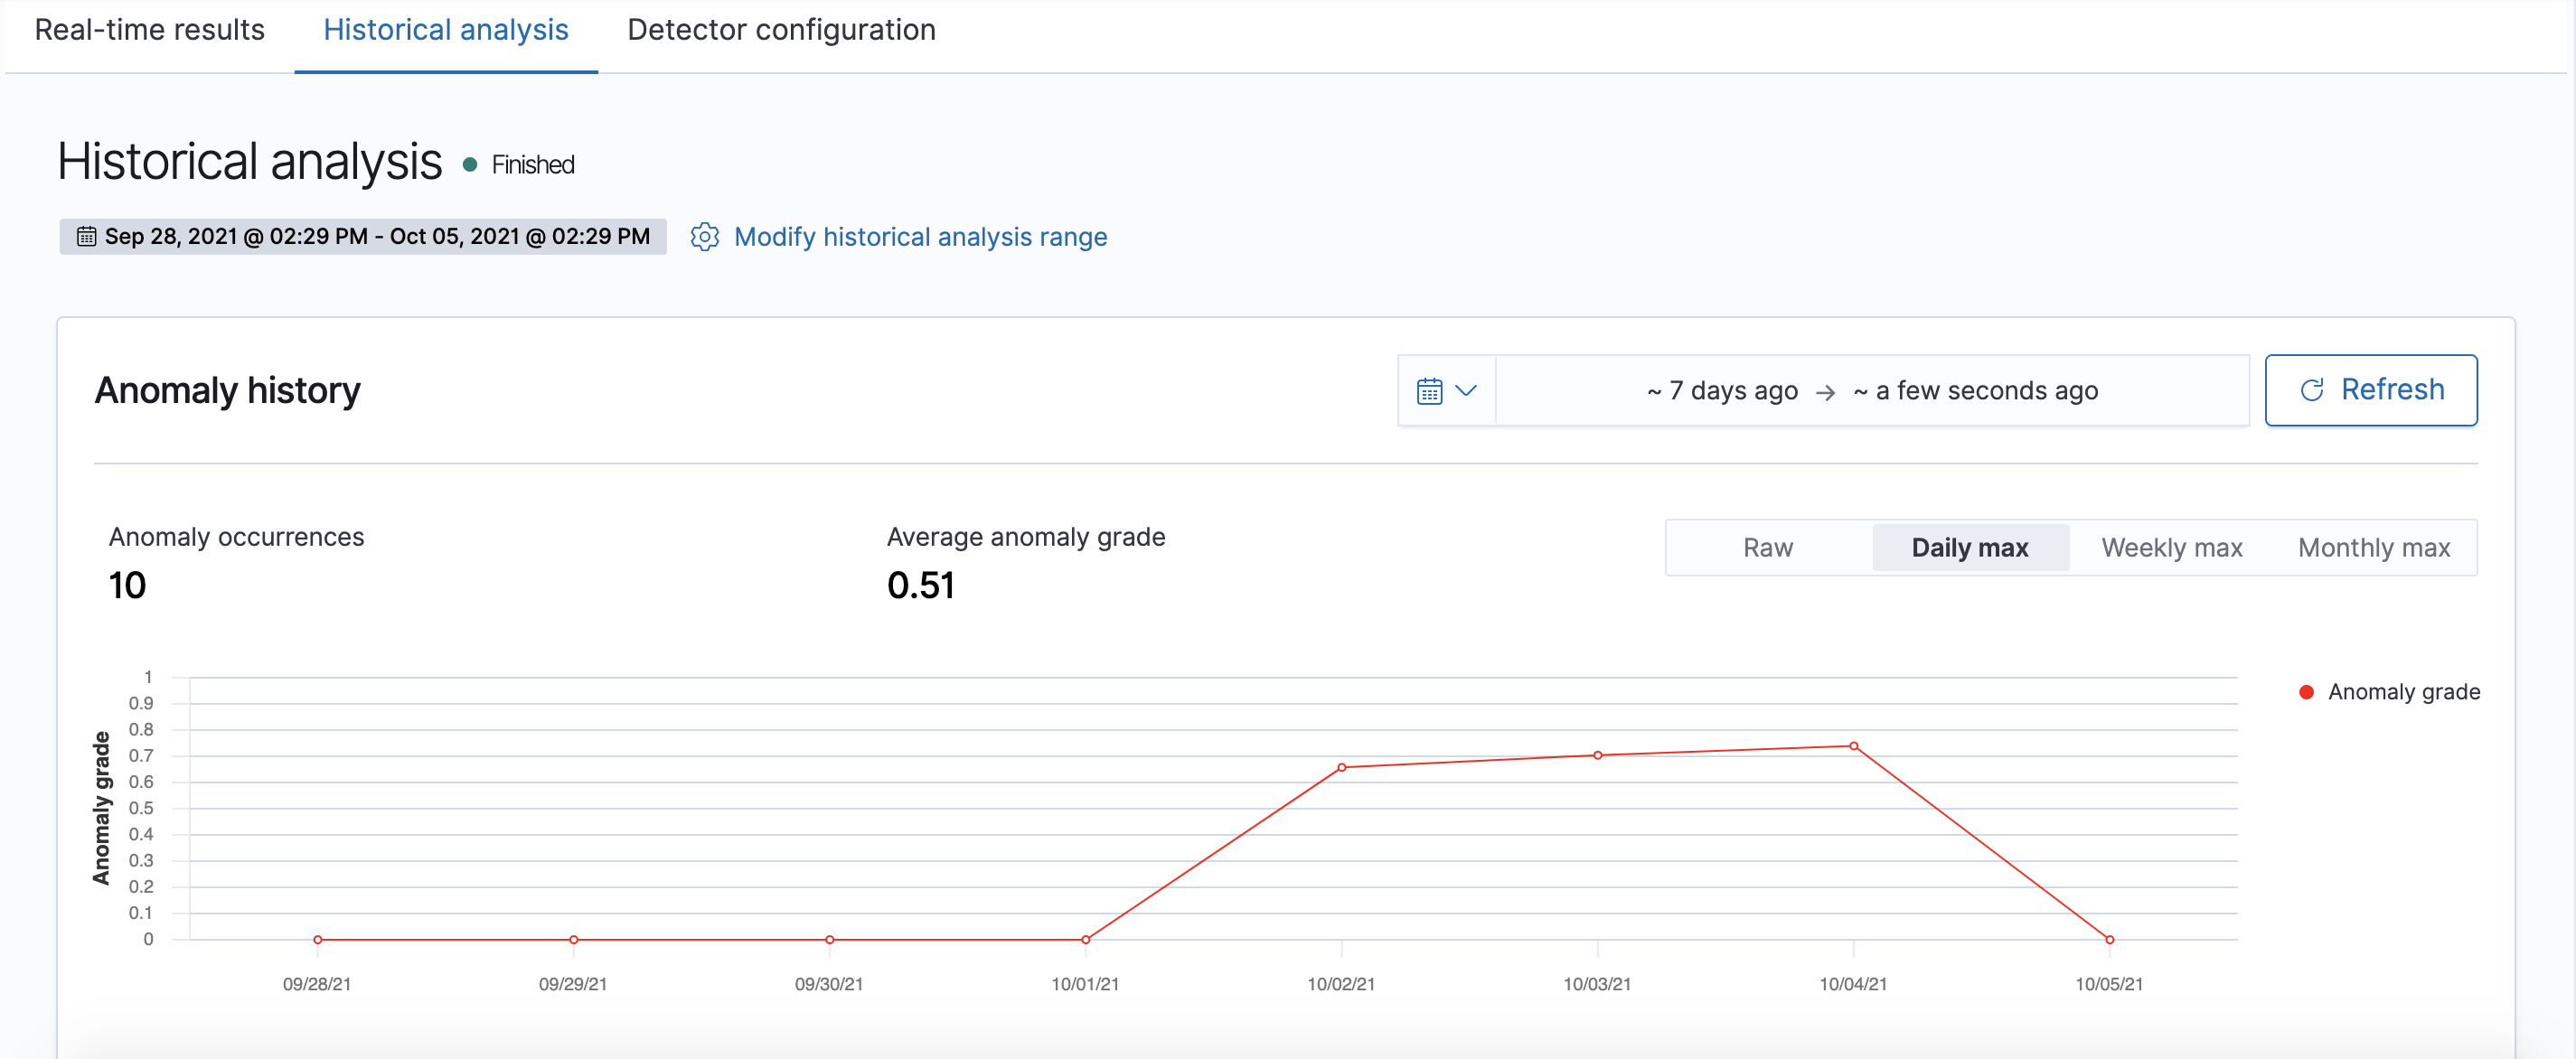 Real-time results Historical analysis Detector configuration
Historical analysis Finished
Sep 28, 2021 @ 02:29 PM - Oct 05, 2021 @ 02:29 PM Modify historical analysis range
Anomaly history ~ 7 days ago → ~ a few seconds ago Refresh
Anomaly occurrences Average anomaly grade Raw Daily max Weekly max Monthly max
10 0.51
Anomaly grade
1
0.9
0.8
0.7
0.6
0.5
0.4
0.3
0.2
0.1
0
Anomaly grade
09/28/21 09/29/21 09/30/21 10/01/21 10/02/21 10/03/21 10/04/21 10/05/21